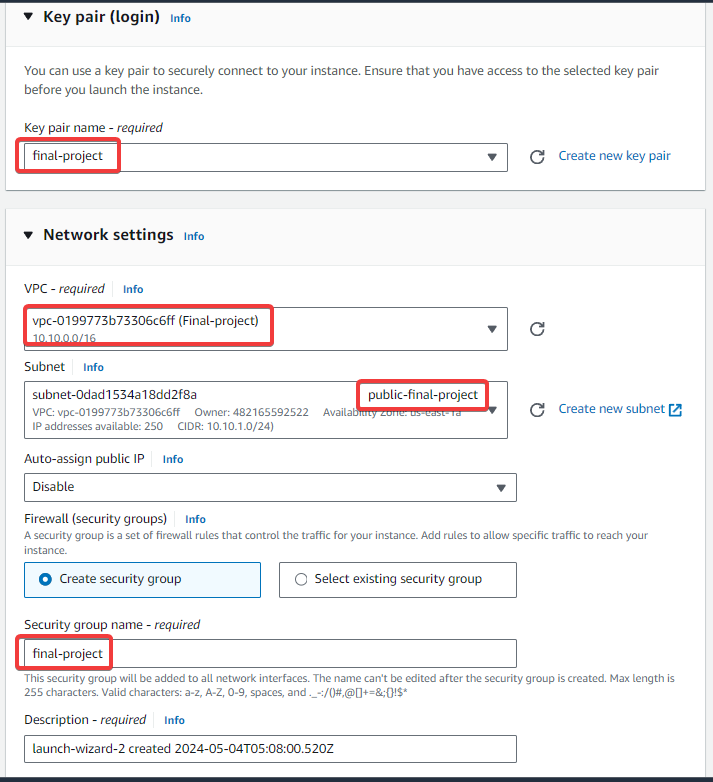 Key pair (login) Info
You can use a key pair to securely connect to your instance. Ensure that you have access to the selected key pair
before you launch the instance.
Key pair name - required
final-project
Create new key pair
Network settings Info
VPC - required Info
vpc-0199773b73306c6ff (Final-project)
10.10.0.0/16
Subnet Info
subnet-0dad1534a18dd2f8a public-final-project
VPC: vpc-0199773b73306c6ff Owner: 482165592522 Availability Zone: us-east-1a
IP addresses available: 250 CIDR: 10.10.1.0/24)
Create new subnet
Auto-assign public IP Info
Disable
Firewall (security groups) Info
A security group is a set of firewall rules that control the traffic for your instance. Add rules to allow specific traffic to reach your
instance.
Create security group Select existing security group
Security group name - required
final-project
This security group will be added to all network interfaces. The name can't be edited after the security group is created. Max length is
255 characters. Valid characters: a-z, A-Z, 0-9, spaces, and ._-:/()#,@[]+=&;{}!$*
Description - required Info
launch-wizard-2 created 2024-05-04T05:08:00.520Z